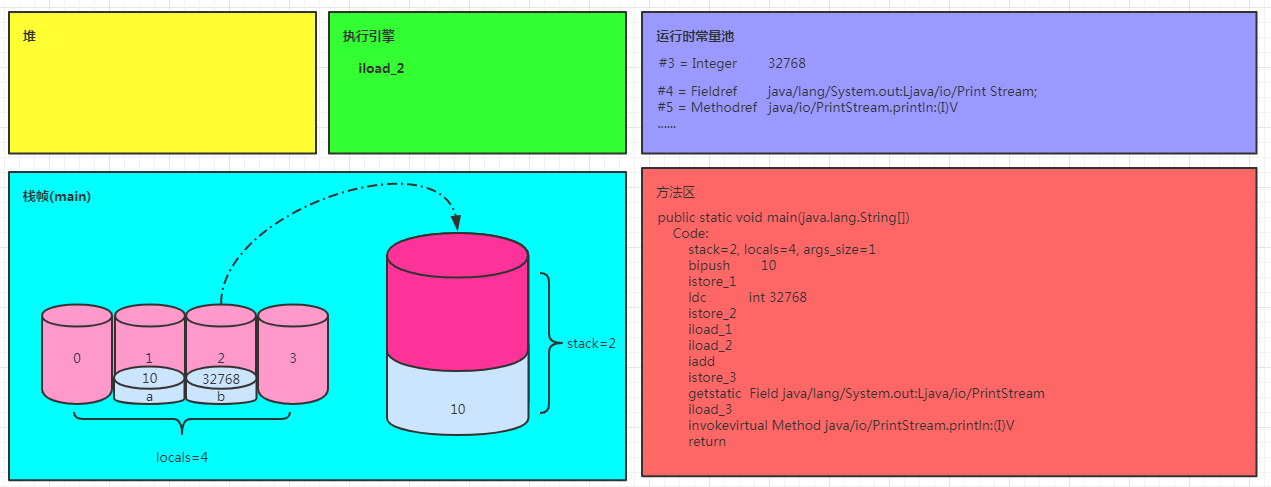 堆
执行引擎
iload_2
运行时常量池
#3 = Integer 32768
#4 = Fieldref java/lang/System.out:Ljava/io/Print Stream;
#5 = Methodref java/io/PrintStream.println:(I)V
......
栈帧(main)
0
1
2
3
10
32768
a
b
locals=4
10
stack=2
方法区
public static void main(java.lang.String[])
Code:
stack=2, locals=4, args_size=1
bipush 10
istore_1
ldc int 32768
istore_2
iload_1
iload_2
iadd
istore_3
getstatic Field java/lang/System.out:Ljava/io/PrintStream
iload_3
invokevirtual Method java/io/PrintStream.println:(I)V
return